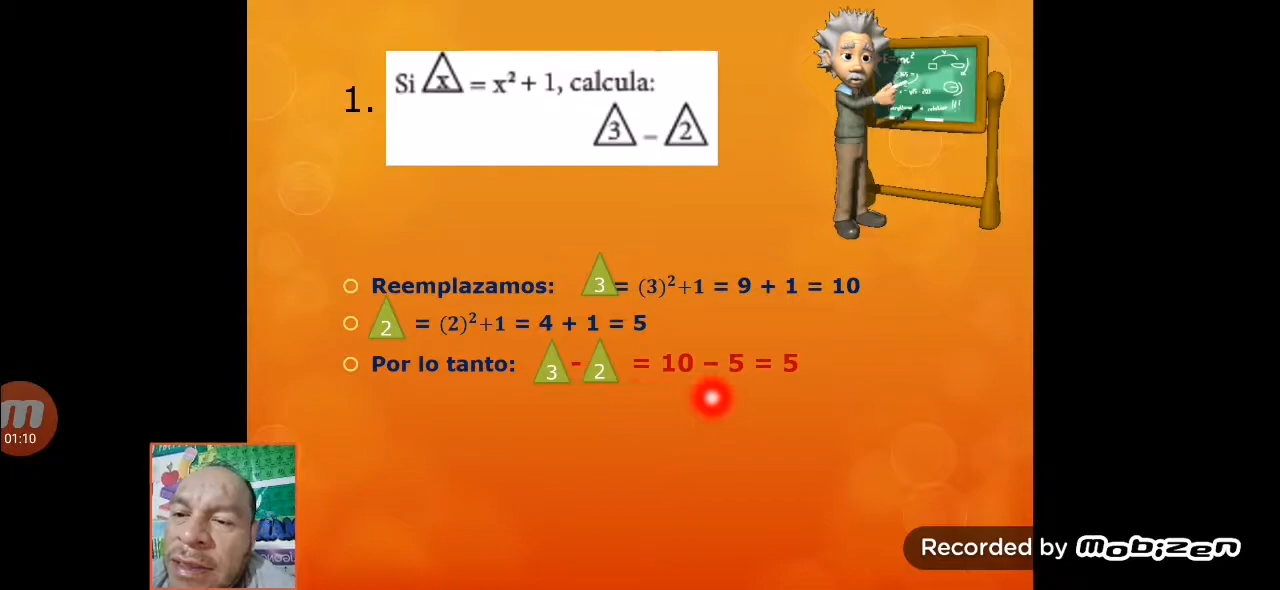 1.
Si x = x² + 1, calcula:
3 - 2
Reemplazamos: 3 = (3)²+1 = 9 + 1 = 10
2 = (2)²+1 = 4 + 1 = 5
Por lo tanto: 3 - 2 = 10 – 5 = 5
01:10
Recorded by mobizen